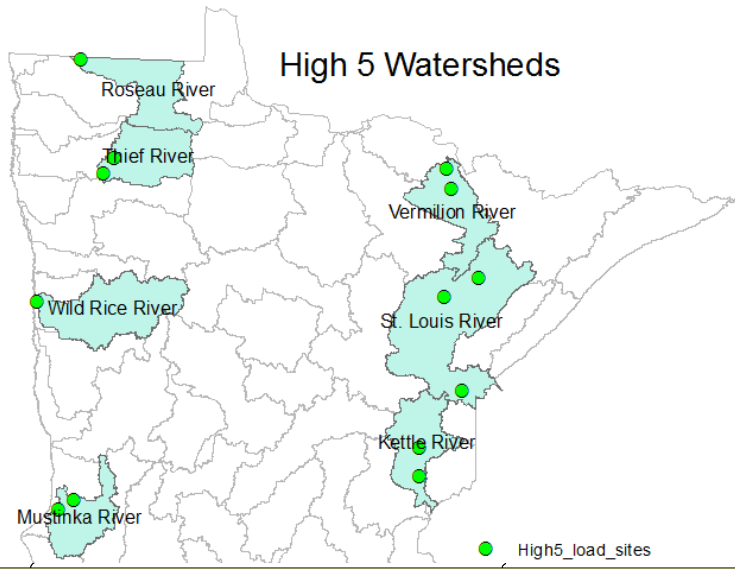 High 5 Watersheds
Roseau River
Thief River
Vermilion River
Wild Rice River
St. Louis River
Kettle River
Mustinka River
High5_load_sites